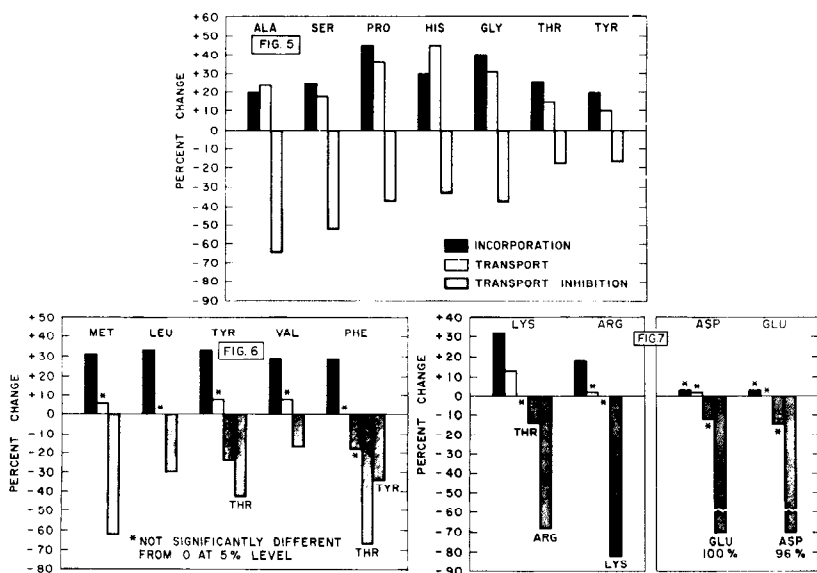 +60
+50
+40
+30
+20
+10
0
-10
-20
-30
-40
-50
-60
-70
-80
-90
PERCENT CHANGE
ALA SER PRO HIS GLY THR TYR
FIG. 5
INCORPORATION
TRANSPORT
TRANSPORT INHIBITION
+50
+40
+30
+20
+10
0
-10
-20
-30
-40
-50
-60
-70
-80
PERCENT CHANGE
MET LEU TYR VAL PHE
FIG. 6
* * * * *
*
THR
TYR
THR
* NOT SIGNIFICANTLY DIFFERENT
FROM 0 AT 5% LEVEL
+40
+30
+20
+10
0
-10
-20
-30
-40
-50
-60
-70
-80
-90
PERCENT CHANGE
LYS ARG
FIG.7
ASP GLU
* * * * * *
* *
THR
ARG
LYS
GLU
100%
ASP
96%